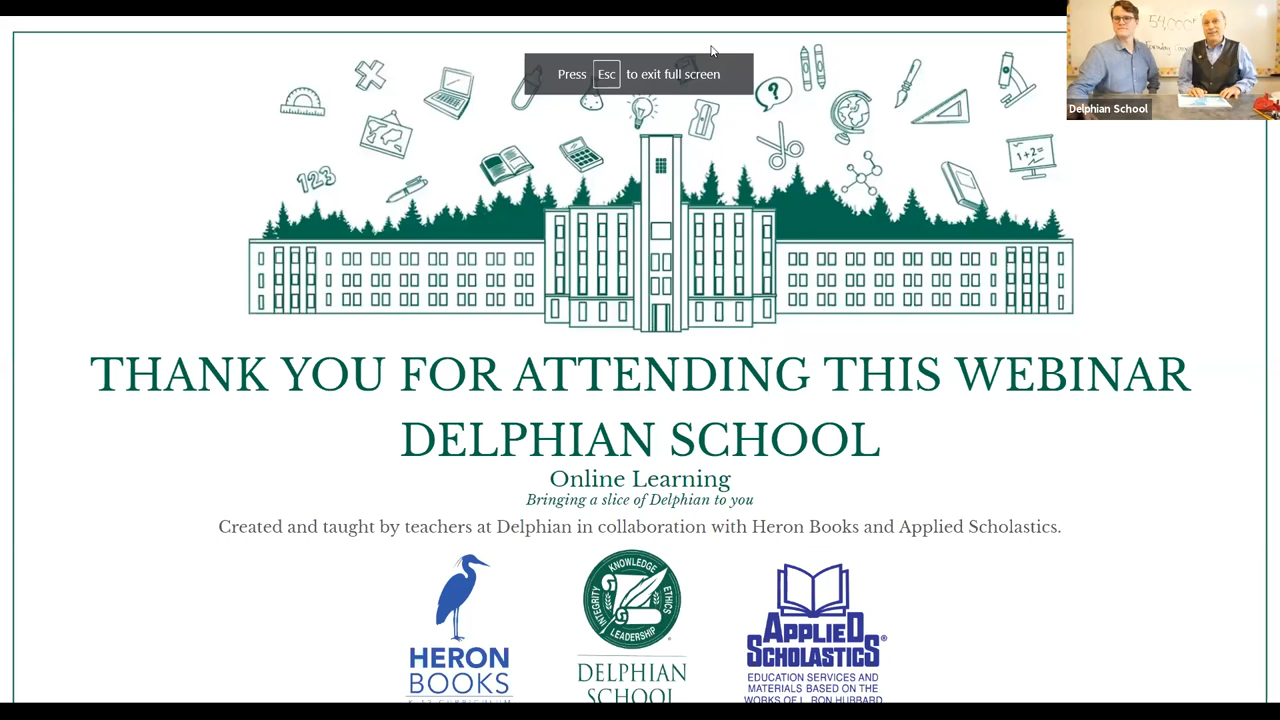 Press Esc to exit full screen
54,000
Delphian School
123
1+2=
THANK YOU FOR ATTENDING THIS WEBINAR
DELPHIAN SCHOOL
Online Learning
Bringing a slice of Delphian to you
Created and taught by teachers at Delphian in collaboration with Heron Books and Applied Scholastics.
HERON
BOOKS
INTEGRITY KNOWLEDGE ETHICS
LEADERSHIP
DELPHIAN
SCHOOL
APPLIED
SCHOLASTICS®
EDUCATION SERVICES AND
MATERIALS BASED ON THE
WORKS OF L. RON HUBBARD